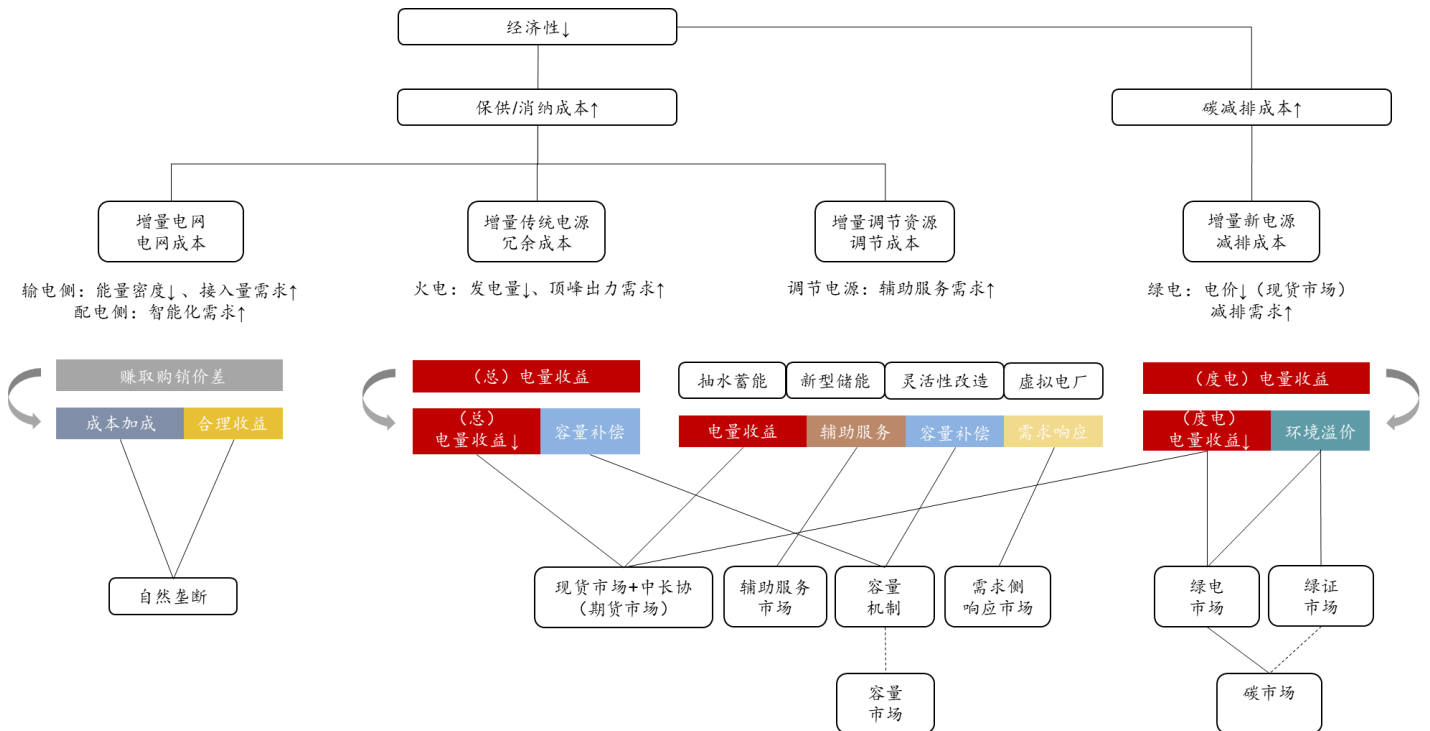 经济性↓
保供/消纳成本↑
碳减排成本↑
增量电网
电网成本
增量传统电源
冗余成本
增量调节资源
调节成本
增量新电源
减排成本
输电侧：能量密度↓、接入量需求↑
配电侧：智能化需求↑
火电：发电量↓、顶峰出力需求↑
调节电源：辅助服务需求↑
绿电：电价↓（现货市场）
减排需求↑
赚取购销价差
（总）电量收益
抽水蓄能
新型储能
灵活性改造
虚拟电厂
（度电）电量收益
成本加成
合理收益
（总）
电量收益↓
容量补偿
电量收益
辅助服务
容量补偿
需求响应
（度电）
电量收益↓
环境溢价
自然垄断
现货市场+中长协
（期货市场）
辅助服务
市场
容量
机制
需求侧
响应市场
绿电
市场
绿证
市场
容量
市场
碳市场